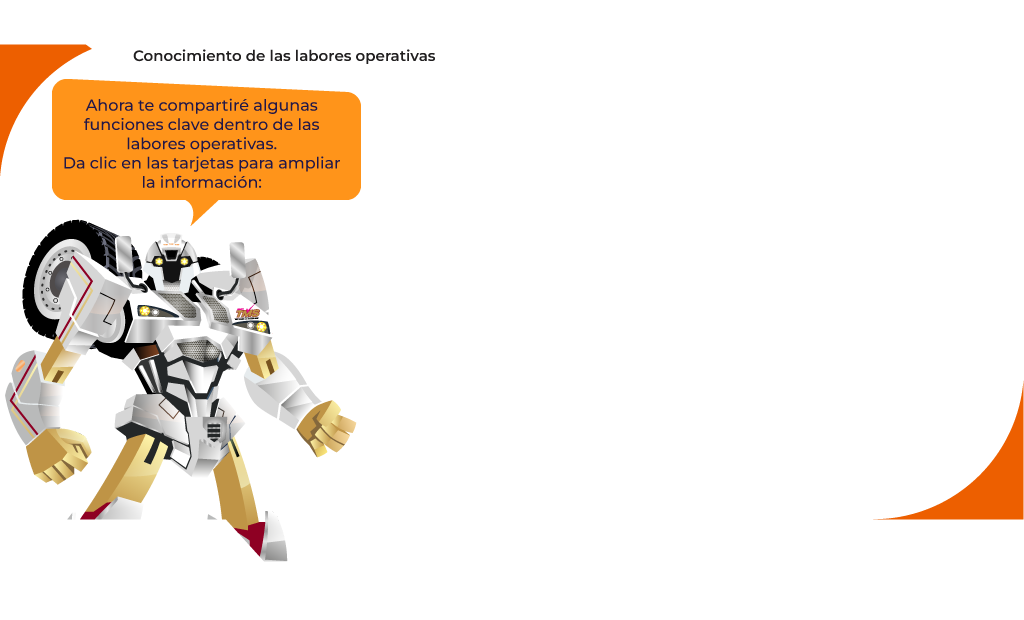 Conocimiento de las labores operativas
Ahora te compartiré algunas
funciones clave dentro de las
labores operativas.
Da clic en las tarjetas para ampliar
la información: